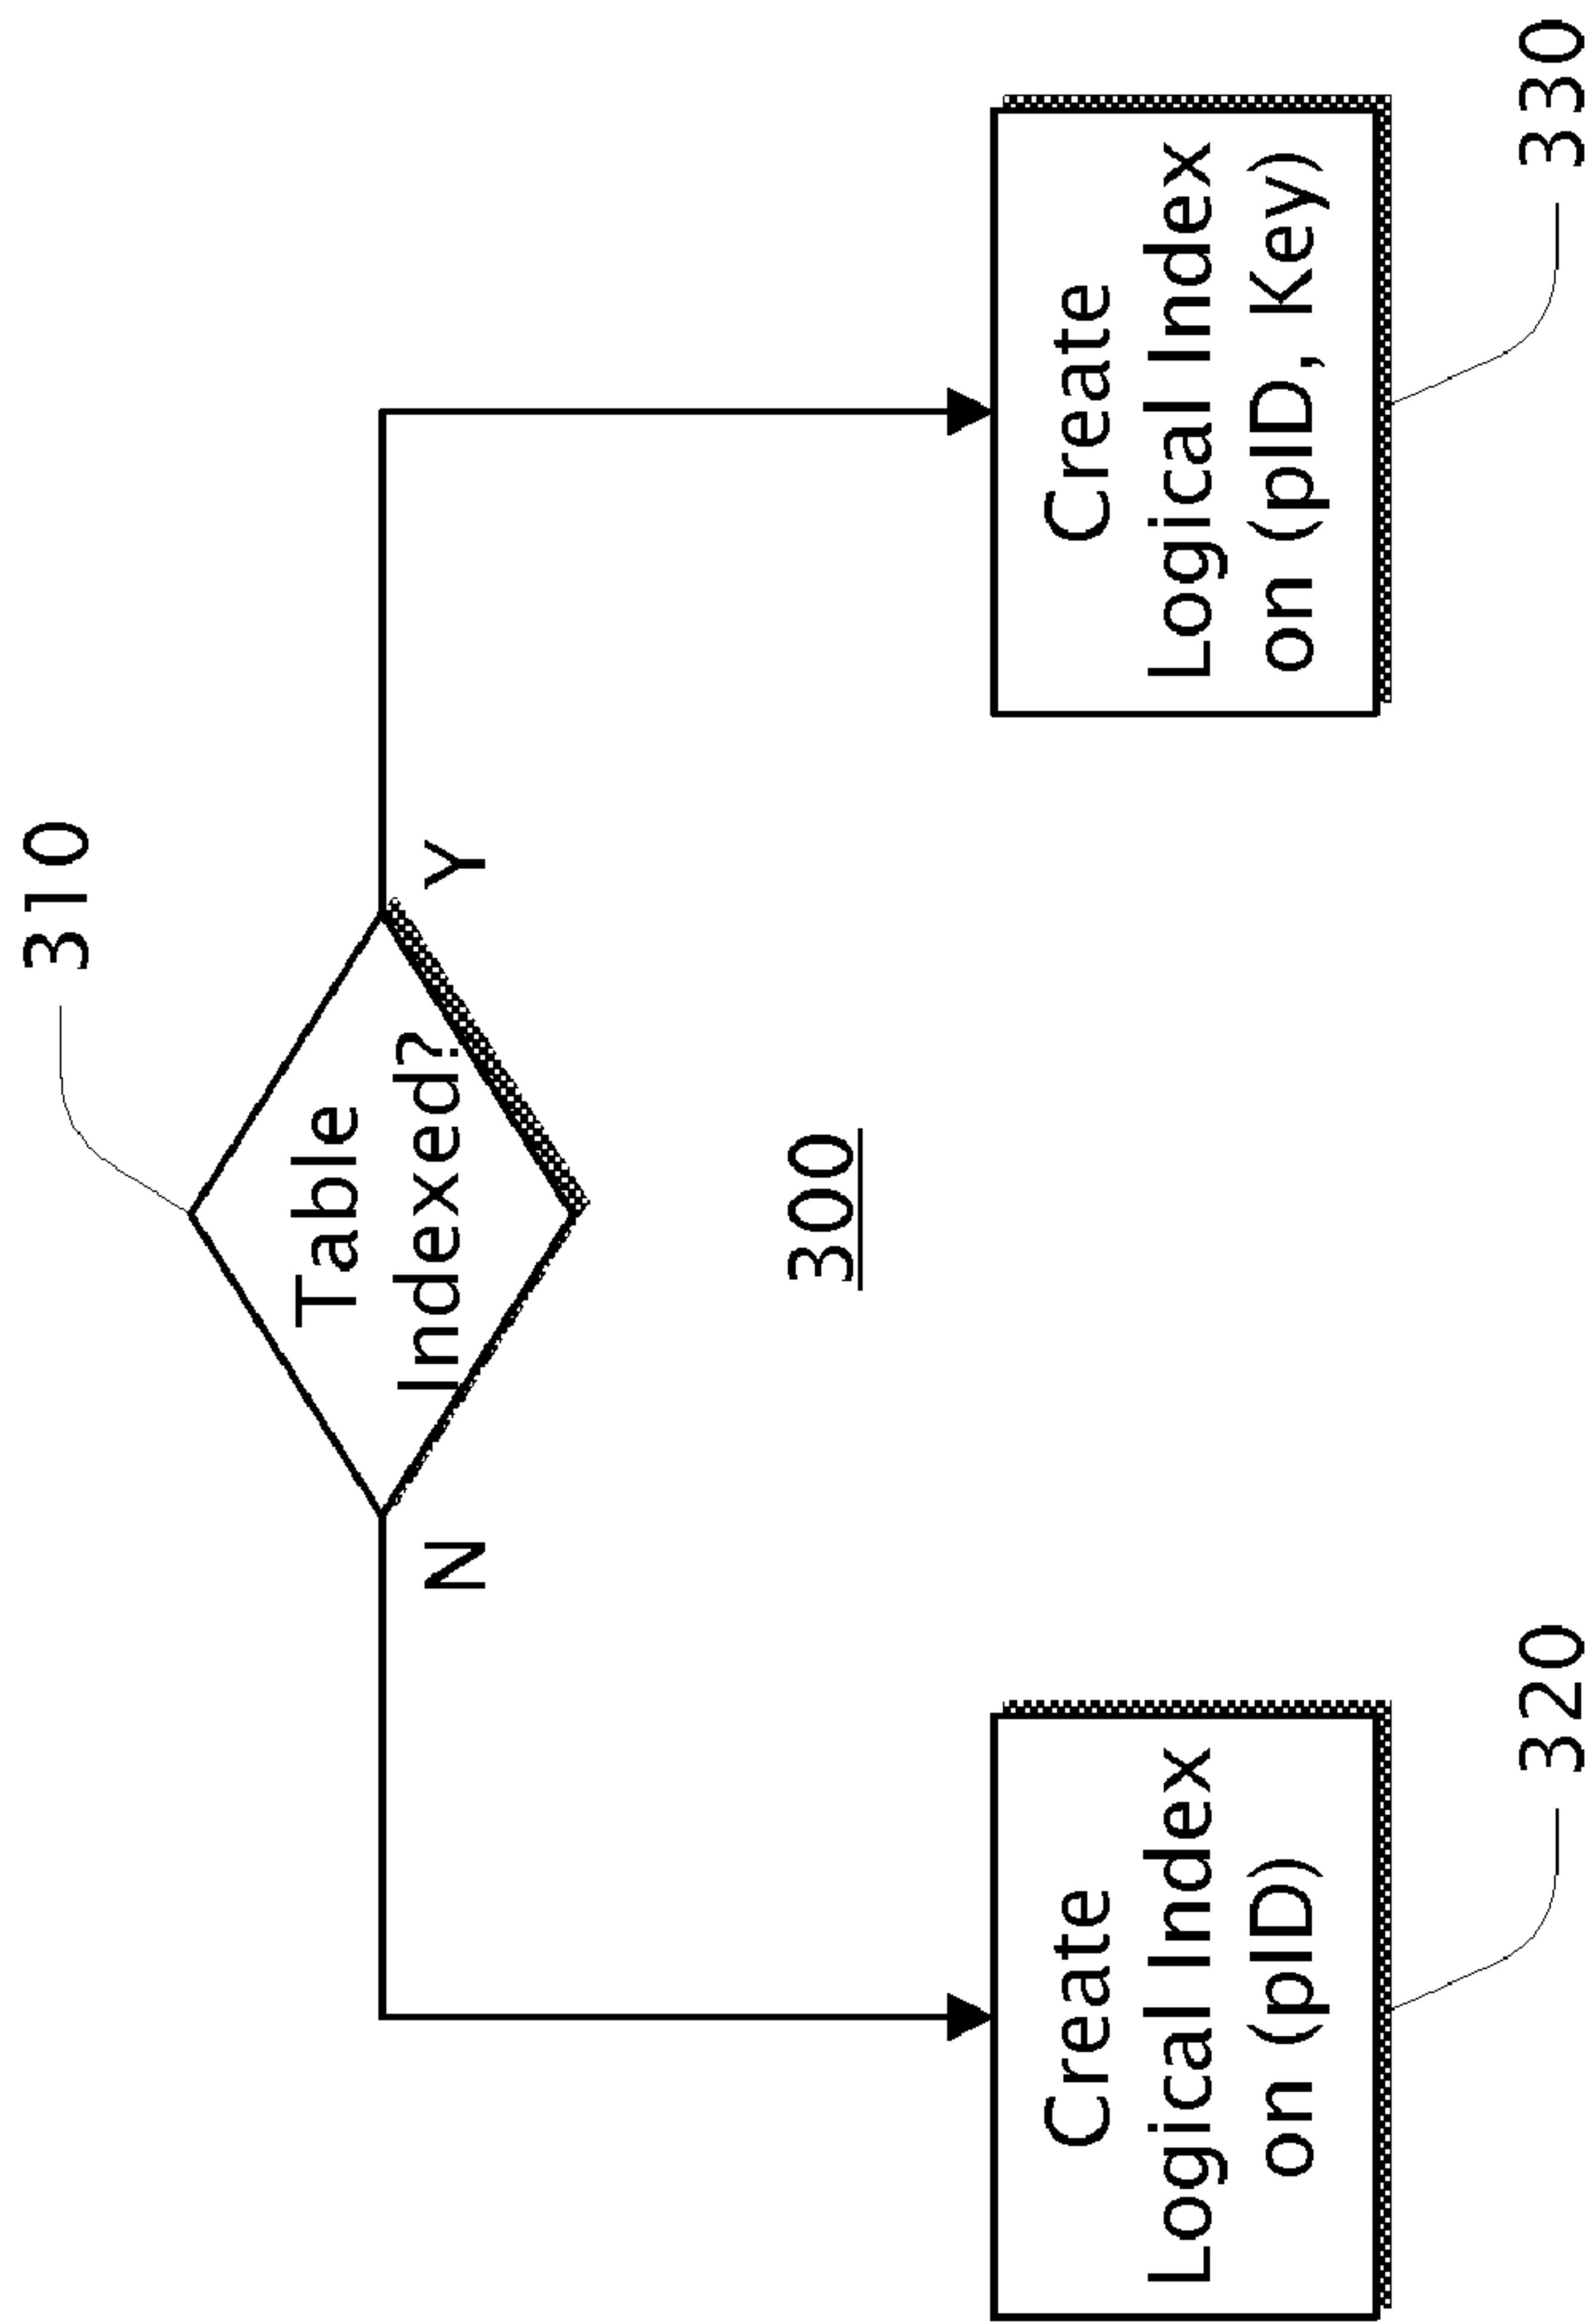 310
Table
Indexed?
N
Y
300
Create
Logical Index
on (pID)
320
Create
Logical Index
on (pID, Key)
330